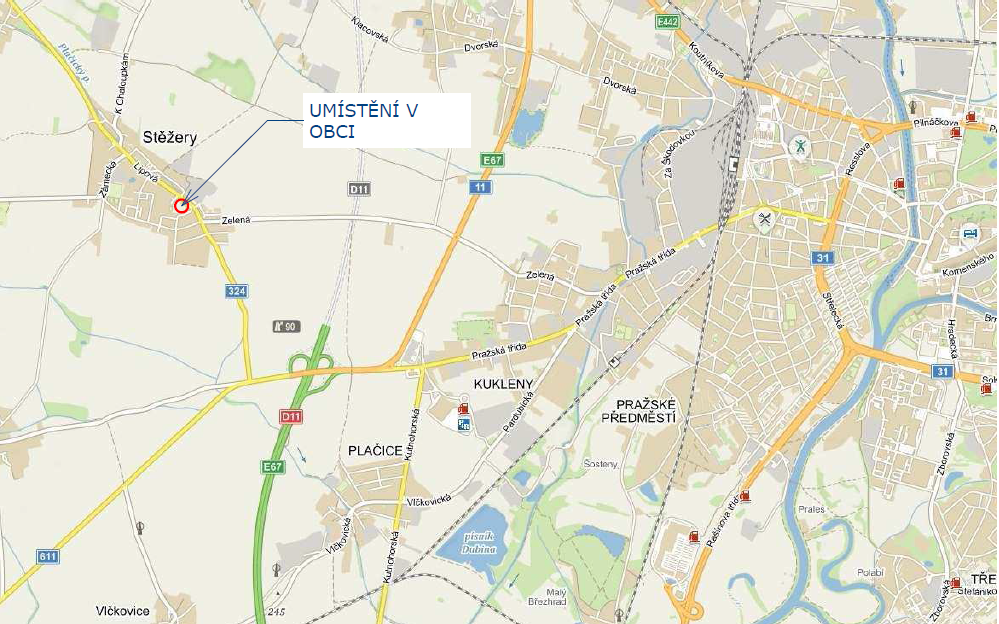 E442
Klacovská
Koutníkova
Dvorská
Plačický p.
K Chaloupkám
Dvorská
UMÍSTĚNÍ V
OBCI
Pilnáčkova
Stěžery
Za Škodovkou
Resslova
E67
Lipová
Zámecká
D11
11
Zelená
Pražská třída
31
Komenského
Zelená
324
Pražská třída
Střelecká
90
Hradecká
Pražská třída
31
KUKLENY
Pardubická
PRAŽSKÉ
PŘEDMĚSTÍ
D11
Kutnohorská
PLAČICE
Zborovská
E67
Sosteny
Vlčkovická
Rašínova třída
Prales
Vlčkovická
písník
Dubina
611
Kutnohorská
Polabí
Malý
Březhrad
TŘE
Zborovská
Vlčkovice
245